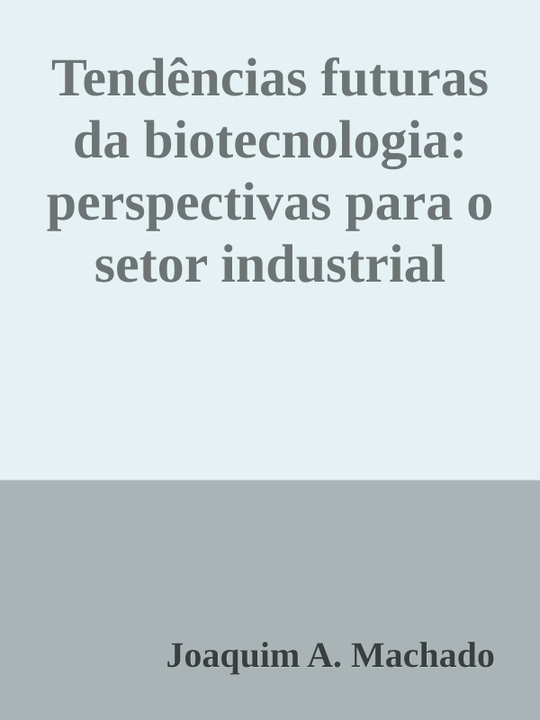 Tendências futuras
da biotecnologia:
perspectivas para o
setor industrial
Joaquim A. Machado